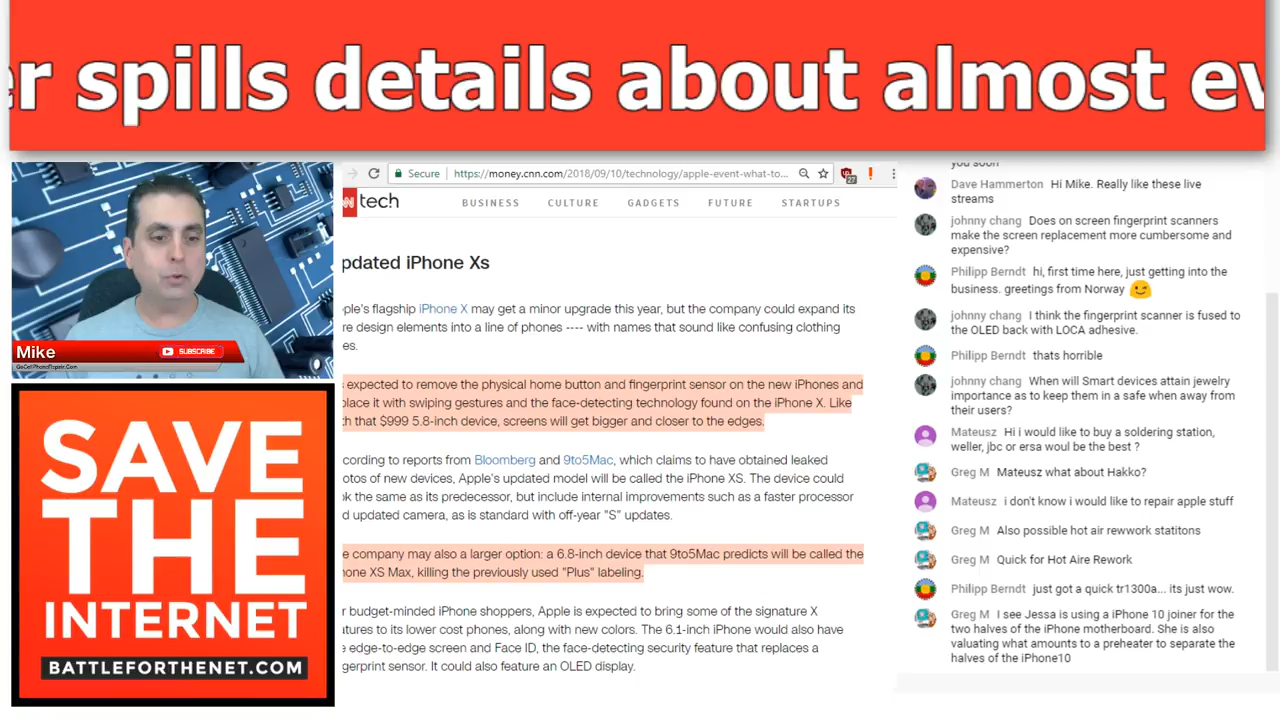 spills details about almost
Secure https://money.cnn.com/2018/09/10/technology/apple-event-what-to...
tech
BUSINESS CULTURE GADGETS FUTURE STARTUPS
pdated iPhone Xs
ple's flagship iPhone X may get a minor upgrade this year, but the company could expand its
re design elements into a line of phones ---- with names that sound like confusing clothing
es.
expected to remove the physical home button and fingerprint sensor on the new iPhones and
place it with swiping gestures and the face-detecting technology found on the iPhone X. Like
th that $999 5.8-inch device, screens will get bigger and closer to the edges.
cording to reports from Bloomberg and 9to5Mac, which claims to have obtained leaked
otos of new devices, Apple's updated model will be called the iPhone XS. The device could
ok the same as its predecessor, but include internal improvements such as a faster processor
d updated camera, as is standard with off-year "S" updates.
e company may also a larger option: a 6.8-inch device that 9to5Mac predicts will be called the
hone XS Max, killing the previously used "Plus" labeling.
r budget-minded iPhone shoppers, Apple is expected to bring some of the signature X
atures to its lower cost phones, along with new colors. The 6.1-inch iPhone would also have
e edge-to-edge screen and Face ID, the face-detecting security feature that replaces a
gerprint sensor. It could also feature an OLED display.
Mike
SUBSCRIBE
SAVE
THE
INTERNET
BATTLEFORTHENET.COM
you soon
Dave Hammerton Hi Mike. Really like these live
streams
johnny chang Does on screen fingerprint scanners
make the screen replacement more cumbersome and
expensive?
Philipp Berndt hi, first time here, just getting into the
business. greetings from Norway 😉
johnny chang I think the fingerprint scanner is fused to
the OLED back with LOCA adhesive.
Philipp Berndt thats horrible
johnny chang When will Smart devices attain jewelry
importance as to keep them in a safe when away from
their users?
Mateusz Hi i would like to buy a soldering station,
weller, jbc or ersa woul be the best ?
Greg M Mateusz what about Hakko?
Mateusz i don't know i would like to repair apple stuff
Greg M Also possible hot air rewwork statitons
Greg M Quick for Hot Aire Rework
Philipp Berndt just got a quick tr1300a... its just wow.
Greg M I see Jessa is using a iPhone 10 joiner for the
two halves of the iPhone motherboard. She is also
valuating what amounts to a preheater to separate the
halves of the iPhone10